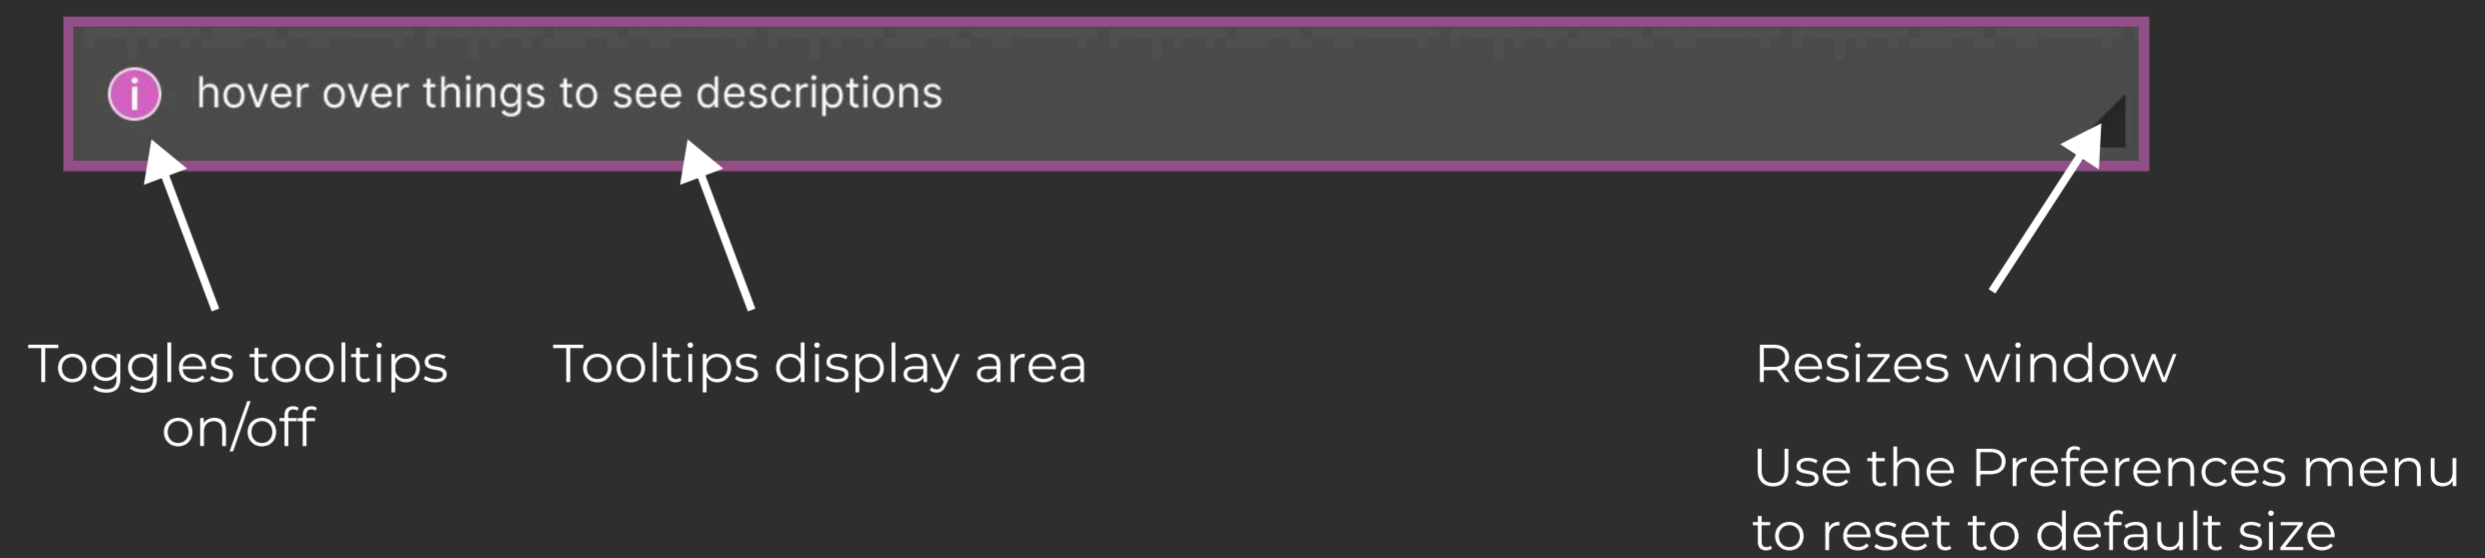 i hover over things to see descriptions
Toggles tooltips
on/off
Tooltips display area
Resizes window
Use the Preferences menu
to reset to default size